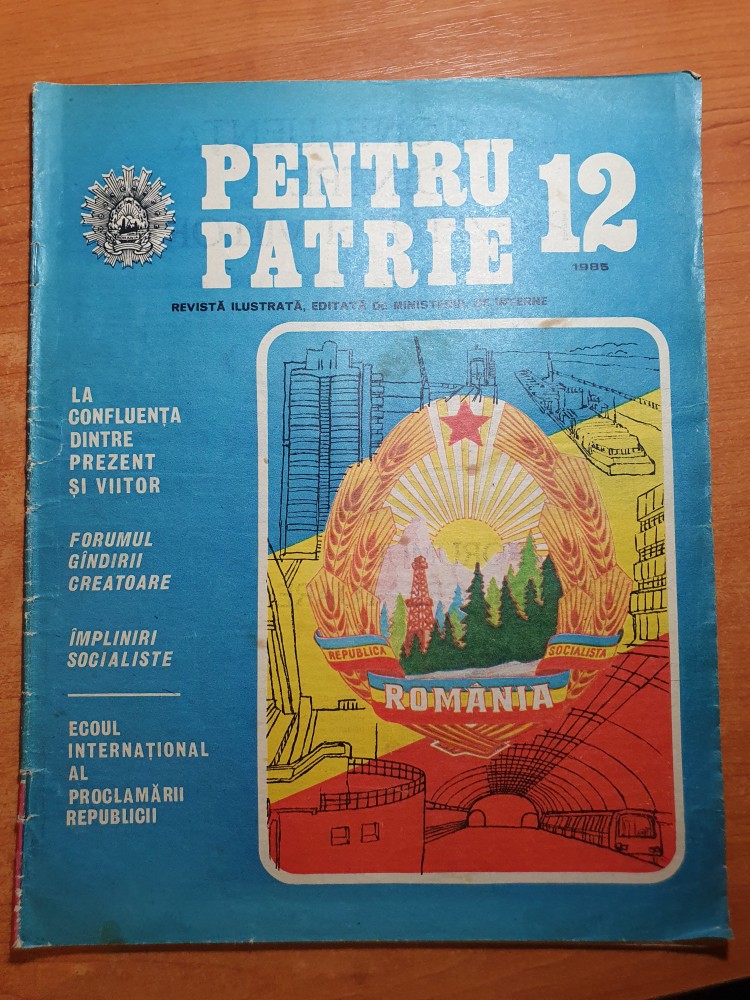 PENTRU
PATRIE
12
1985
REVISTĂ ILUSTRATĂ, EDITATĂ DE MINISTERUL DE INTERNE
LA
CONFLUENȚA
DINTRE
PREZENT
ȘI VIITOR
FORUMUL
GÎNDIRII
CREATOARE
ÎMPLINIRI
SOCIALISTE
ECOUL
INTERNAȚIONAL
AL
PROCLAMĂRII
REPUBLICII
REPUBLICA
SOCIALISTA
ROMÂNIA